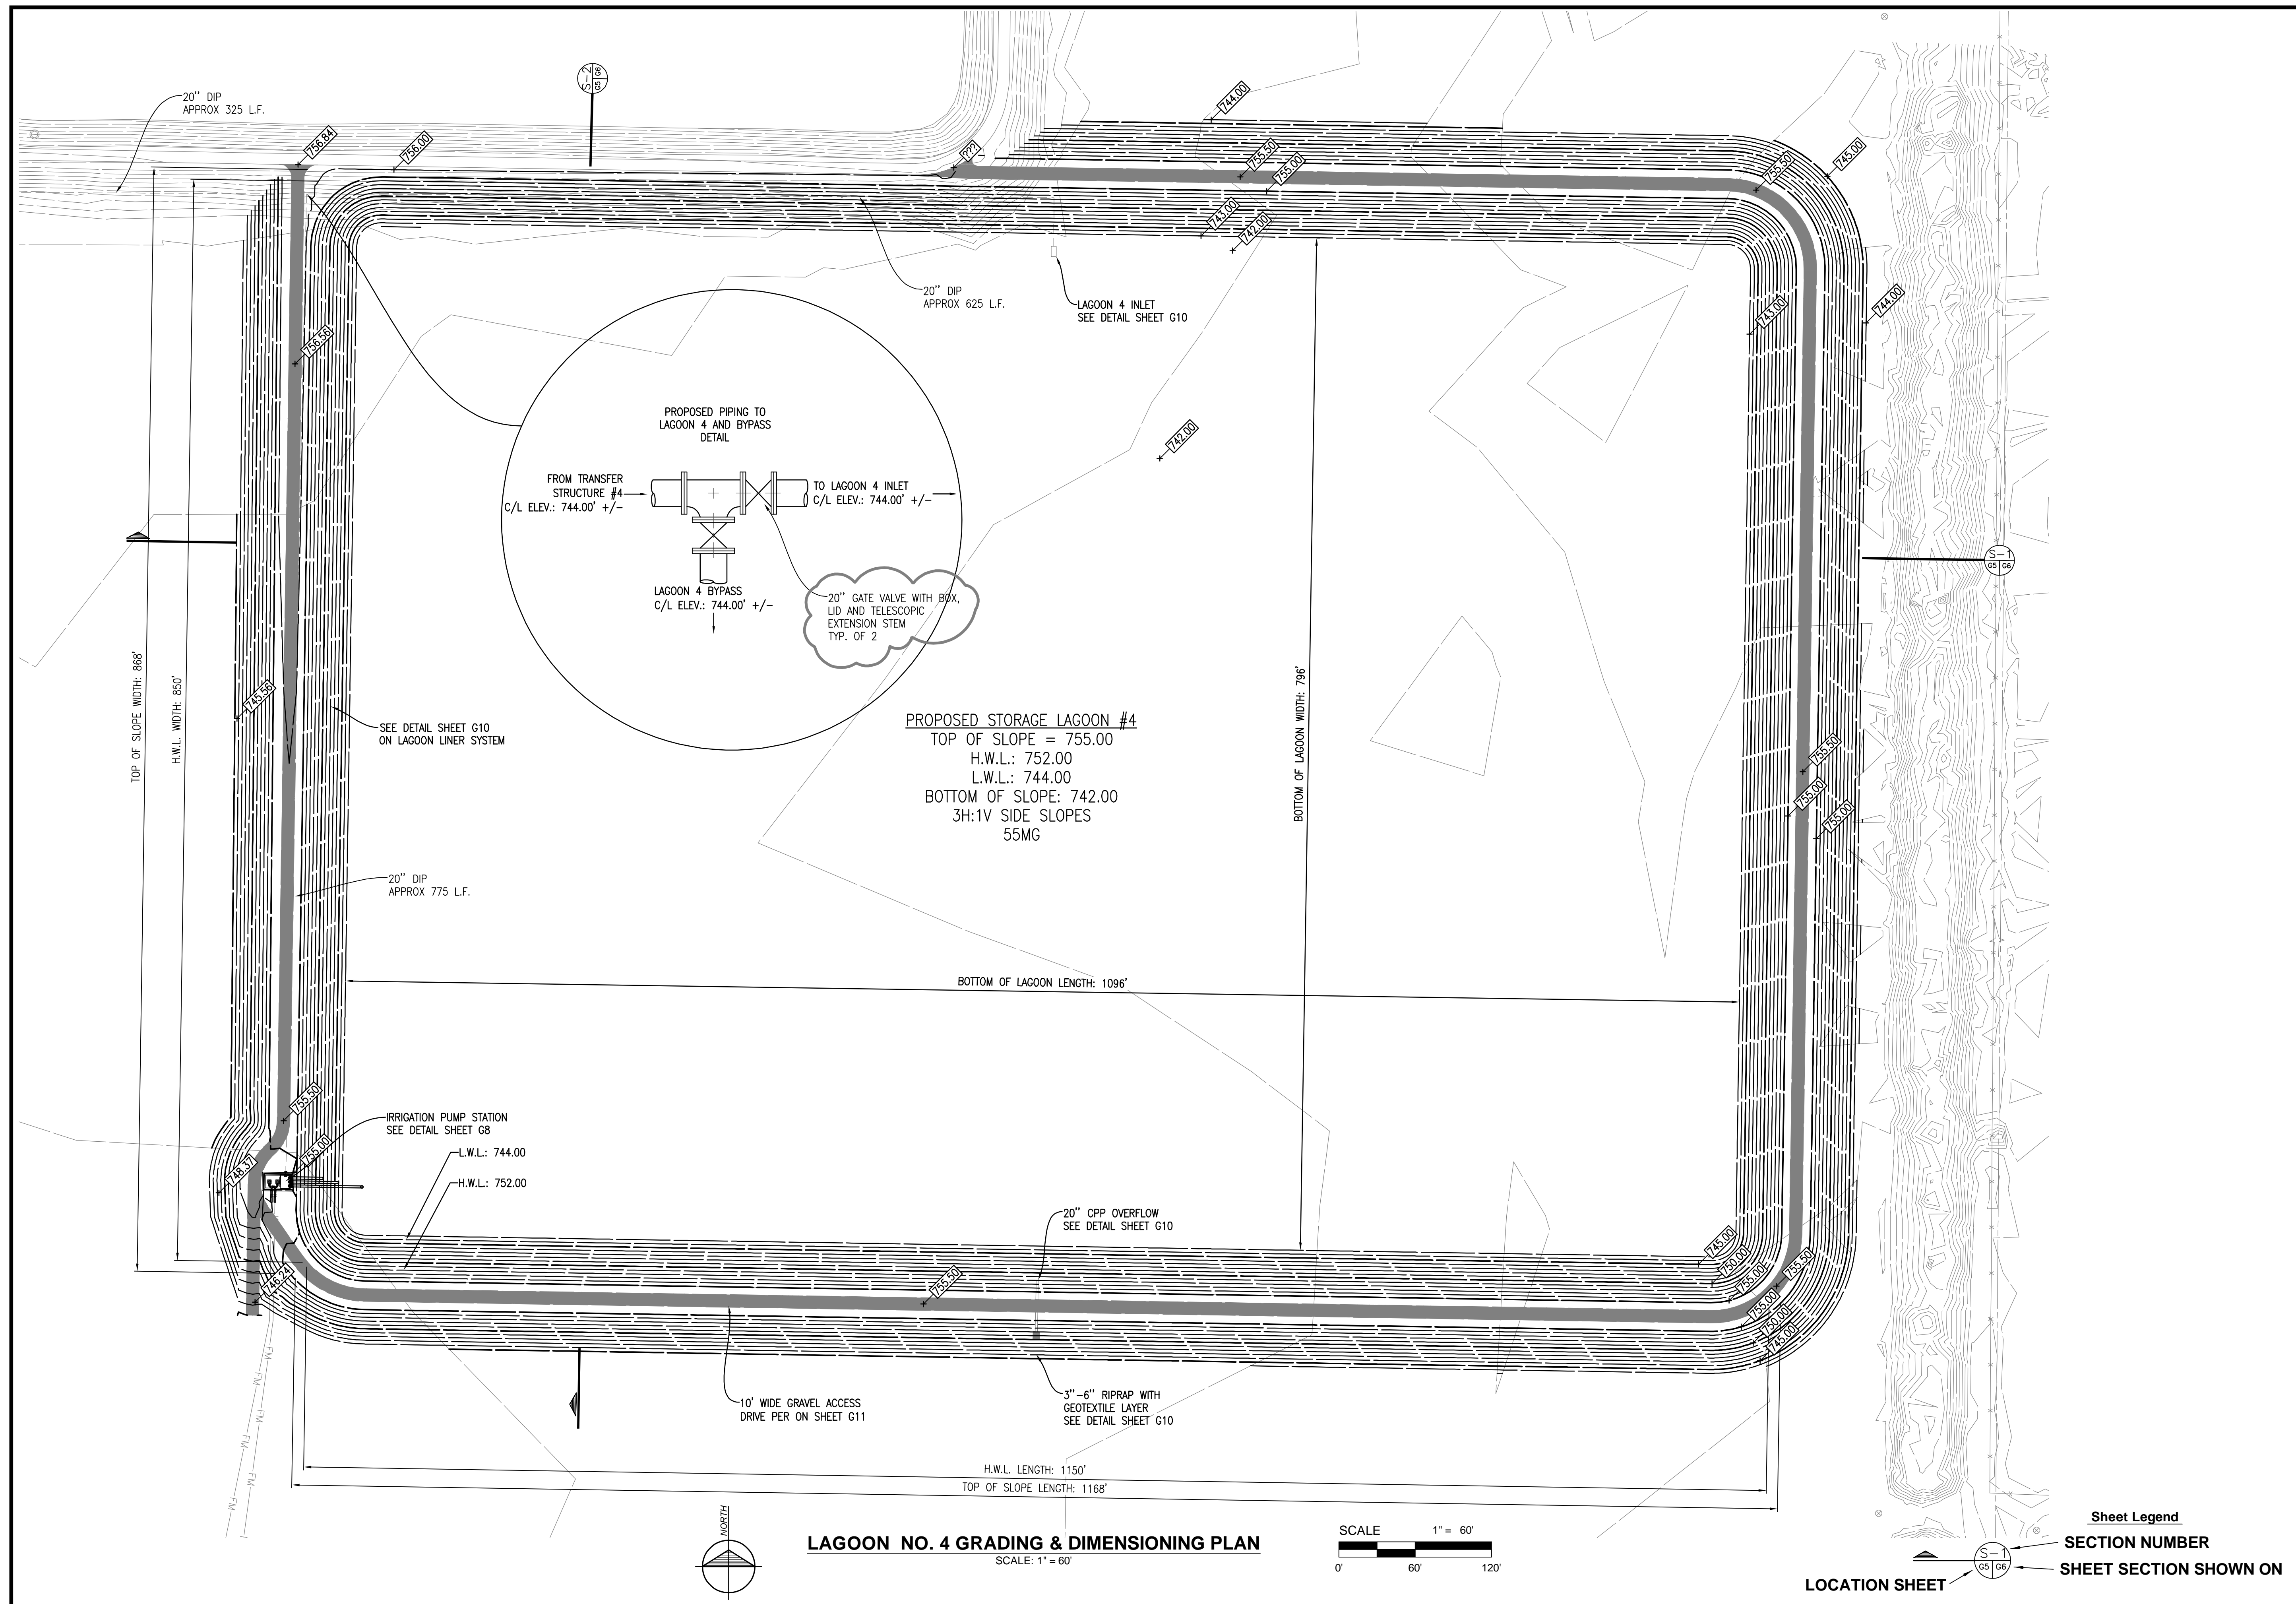 20'' DIP
APPROX 325 L.F.
S-2
G5 G6
756.84
756.00
???
744.00
755.50
755.00
755.50
745.00
743.00
742.00
20'' DIP
APPROX 625 L.F.
LAGOON 4 INLET
SEE DETAIL SHEET G10
743.00
744.00
756.56
742.00
PROPOSED PIPING TO
LAGOON 4 AND BYPASS
DETAIL
FROM TRANSFER
STRUCTURE #4
C/L ELEV.: 744.00' +/-
TO LAGOON 4 INLET
C/L ELEV.: 744.00' +/-
LAGOON 4 BYPASS
C/L ELEV.: 744.00' +/-
20'' GATE VALVE WITH BOX,
LID AND TELESCOPIC
EXTENSION STEM
TYP. OF 2
S-1
G5 G6
TOP OF SLOPE WIDTH: 868'
H.W.L. WIDTH: 850'
745.56
SEE DETAIL SHEET G10
ON LAGOON LINER SYSTEM
PROPOSED STORAGE LAGOON #4
TOP OF SLOPE = 755.00
H.W.L.: 752.00
L.W.L.: 744.00
BOTTOM OF SLOPE: 742.00
3H:1V SIDE SLOPES
55MG
BOTTOM OF LAGOON WIDTH: 796'
755.50
755.00
755.00
20'' DIP
APPROX 775 L.F.
BOTTOM OF LAGOON LENGTH: 1096'
755.50
IRRIGATION PUMP STATION
SEE DETAIL SHEET G8
755.00
L.W.L.: 744.00
748.37
H.W.L.: 752.00
20'' CPP OVERFLOW
SEE DETAIL SHEET G10
746.24
755.50
745.00
750.00
755.00
755.50
755.00
750.00
745.00
10' WIDE GRAVEL ACCESS
DRIVE PER ON SHEET G11
3''-6'' RIPRAP WITH
GEOTEXTILE LAYER
SEE DETAIL SHEET G10
FM
FM
FM
FM
FM
FM
FM
H.W.L. LENGTH: 1150'
TOP OF SLOPE LENGTH: 1168'
NORTH
LAGOON NO. 4 GRADING & DIMENSIONING PLAN
SCALE: 1" = 60'
SCALE 1" = 60'
0' 60' 120'
Sheet Legend
SECTION NUMBER
S-1
G5 G6
SHEET SECTION SHOWN ON
LOCATION SHEET